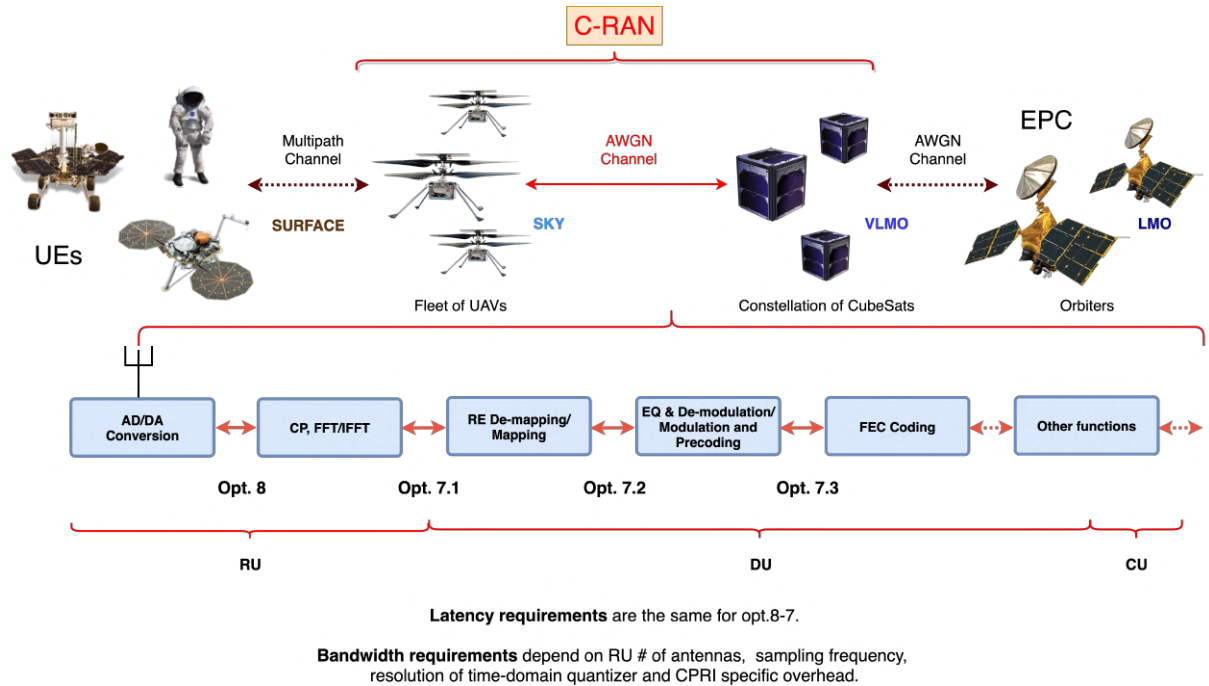 C-RAN
EPC
Multipath
Channel
AWGN
Channel
AWGN
Channel
SURFACE
SKY
VLMO
LMO
UEs
Fleet of UAVs
Constellation of CubeSats
Orbiters
AD/DA
Conversion
CP, FFT/IFFT
RE De-mapping/
Mapping
EQ & De-modulation/
Modulation and
Precoding
FEC Coding
Other functions
Opt. 8
Opt. 7.1
Opt. 7.2
Opt. 7.3
RU
DU
CU
Latency requirements are the same for opt.8-7.
Bandwidth requirements depend on RU # of antennas, sampling frequency,
resolution of time-domain quantizer and CPRI specific overhead.